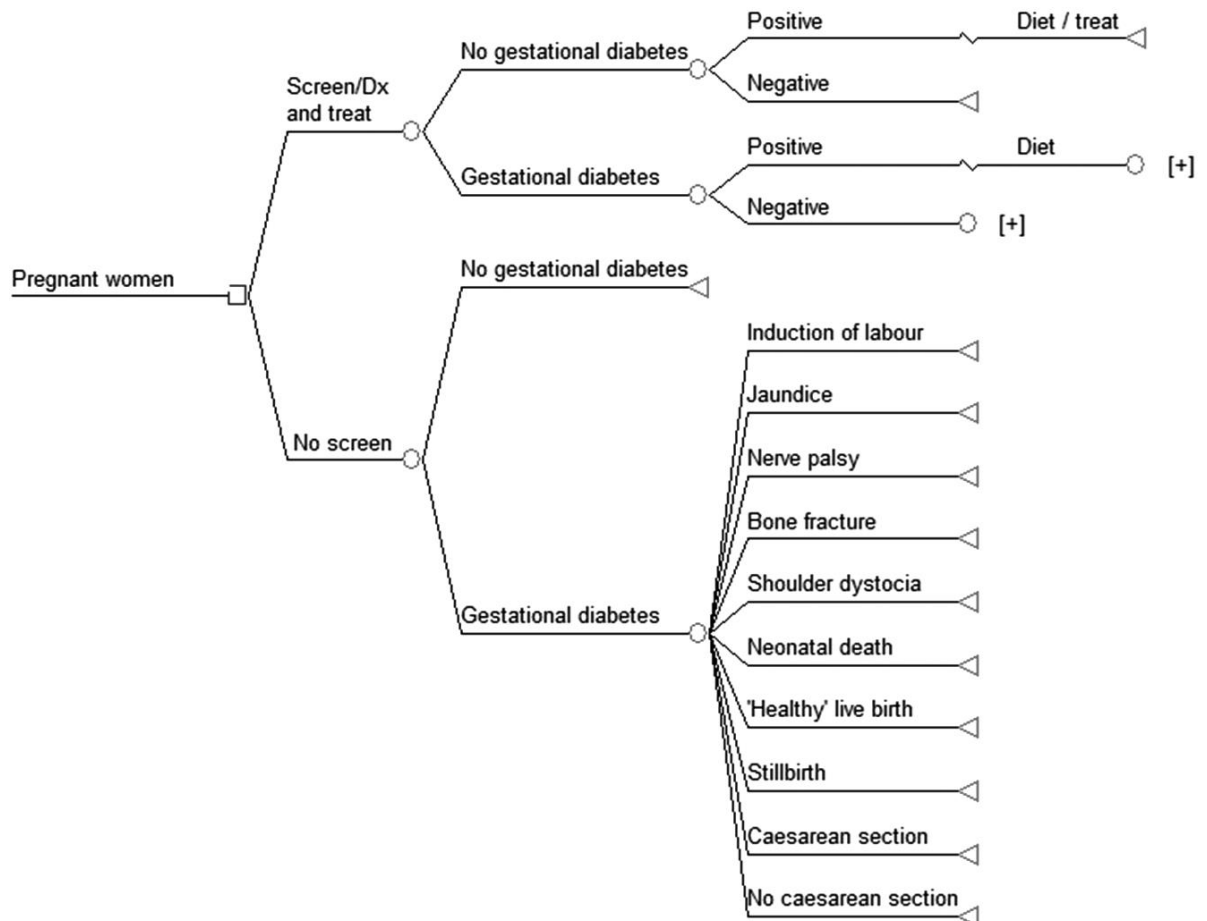 Positive
Diet / treat
No gestational diabetes
Negative
Screen/Dx
and treat
Positive
Diet
[+]
Gestational diabetes
Negative
[+]
Pregnant women
No gestational diabetes
Induction of labour
Jaundice
No screen
Nerve palsy
Bone fracture
Shoulder dystocia
Gestational diabetes
Neonatal death
'Healthy' live birth
Stillbirth
Caesarean section
No caesarean section